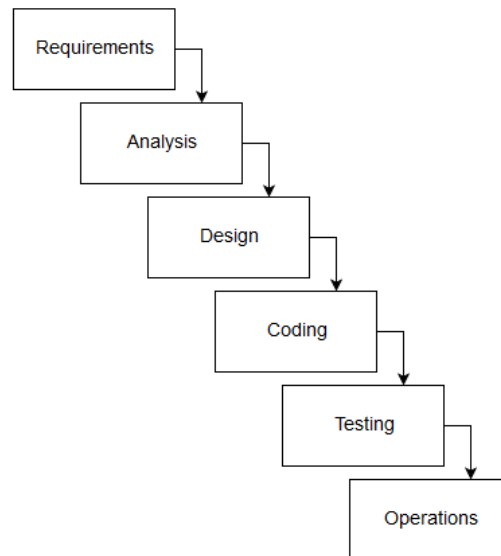 Requirements
Analysis
Design
Coding
Testing
Operations